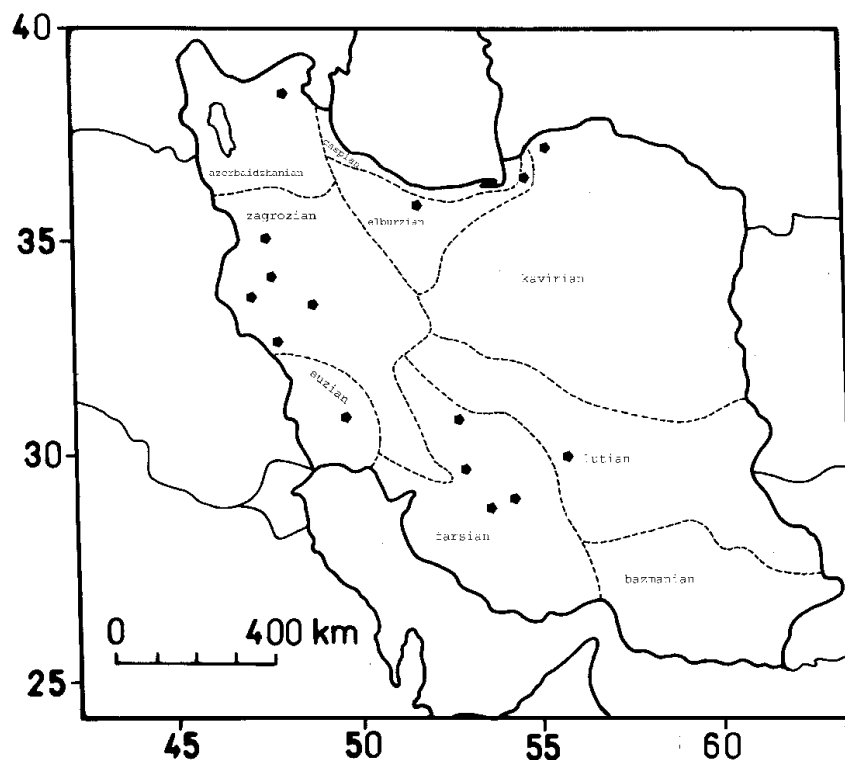 40
caspian
azerbaidzhanian
zagrozian
elburzian
35
kavirian
suzian
30
lutian
farsian
bazmanian
0 400 km
25
45 50 55 60